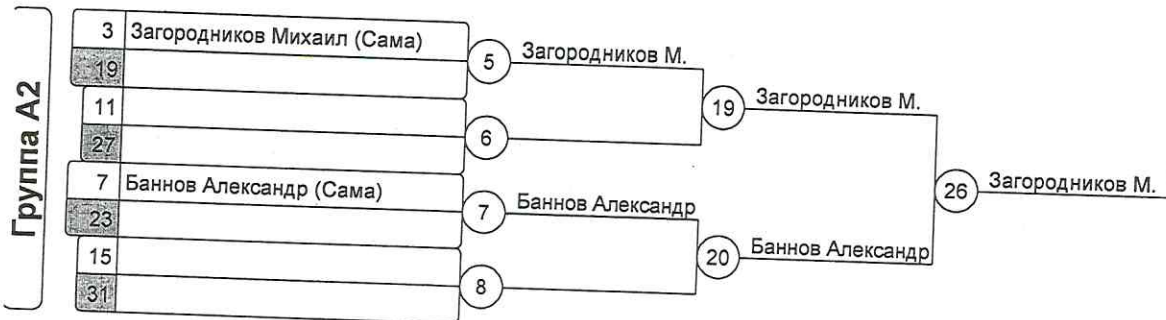 Группа А2
3 Загородников Михаил (Сама)
19
5 Загородников М.
11
27
6
19 Загородников М.
7 Баннов Александр (Сама)
23
7 Баннов Александр
15
31
8
20 Баннов Александр
26 Загородников М.